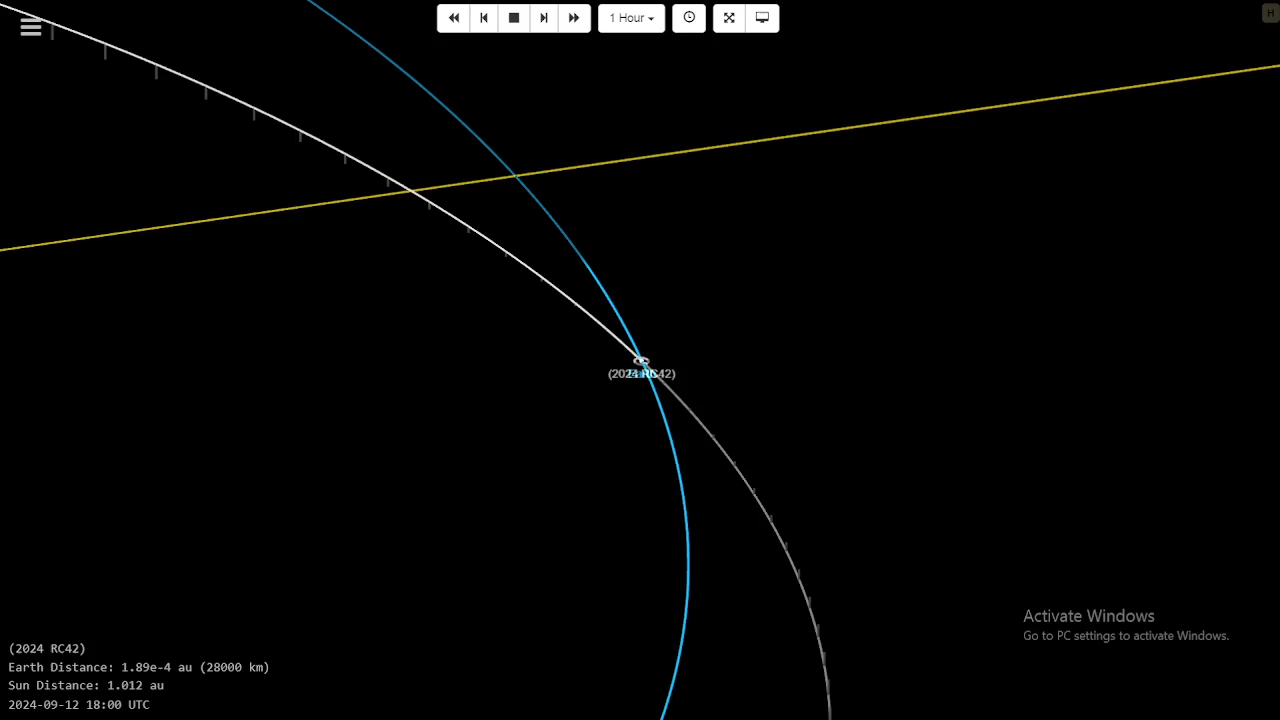 1 Hour
H
(2024 RC42)
Activate Windows
Go to PC settings to activate Windows.
(2024 RC42)
Earth Distance: 1.89e-4 au (28000 km)
Sun Distance: 1.012 au
2024-09-12 18:00 UTC